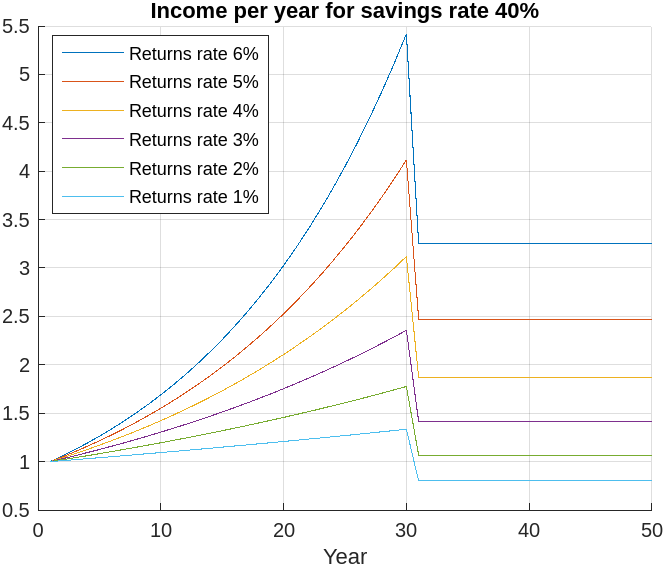 Income per year for savings rate 40%
5.5
5
4.5
4
3.5
3
2.5
2
1.5
1
0.5
Returns rate 6%
Returns rate 5%
Returns rate 4%
Returns rate 3%
Returns rate 2%
Returns rate 1%
0 10 20 30 40 50
Year